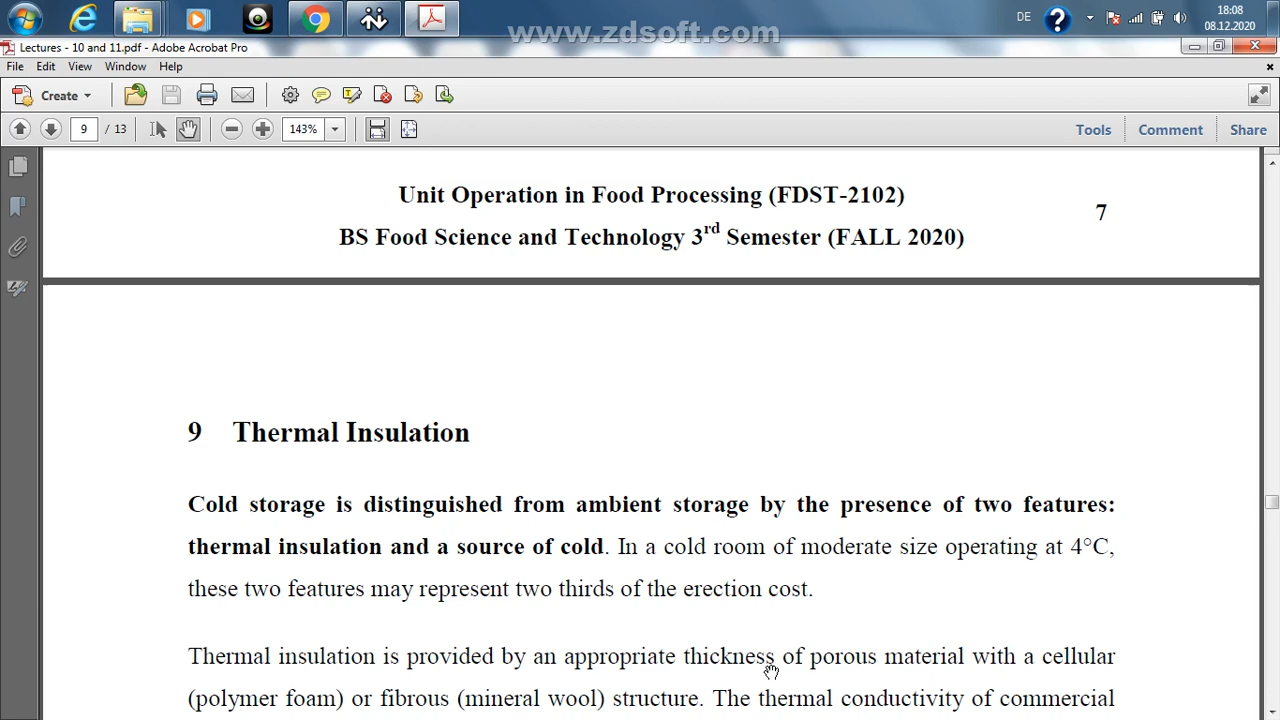 www.zdsoft.com
DE
18:08
08.12.2020
Lectures - 10 and 11.pdf - Adobe Acrobat Pro
File Edit View Window Help
Create
9 / 13 143% Tools Comment Share
Unit Operation in Food Processing (FDST-2102)
7
BS Food Science and Technology 3rd Semester (FALL 2020)
9 Thermal Insulation
Cold storage is distinguished from ambient storage by the presence of two features:
thermal insulation and a source of cold. In a cold room of moderate size operating at 4°C,
these two features may represent two thirds of the erection cost.
Thermal insulation is provided by an appropriate thickness of porous material with a cellular
(polymer foam) or fibrous (mineral wool) structure. The thermal conductivity of commercial